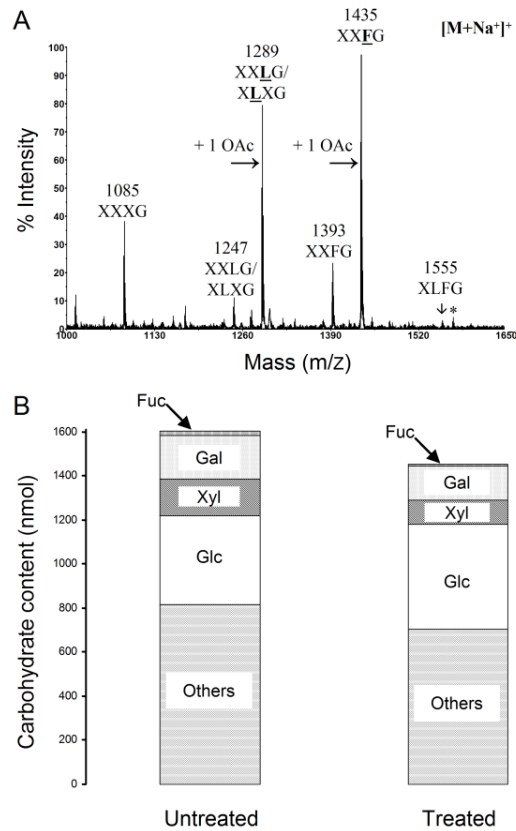 A
[M+Na+]+
1435
XXFG
1289
XXLG/
XLXG
+ 1 OAc
+ 1 OAc
1085
XXXG
1247
XXLG/
XLXG
1393
XXFG
1555
XLFG
*
% Intensity
100
90
80
70
60
50
40
30
20
10
0
1000
1130
1260
1390
1520
1650
Mass (m/z)
B
Fuc
Fuc
Carbohydrate content (nmol)
1600
1400
1200
1000
800
600
400
200
0
Gal
Xyl
Glc
Others
Gal
Xyl
Glc
Others
Untreated
Treated